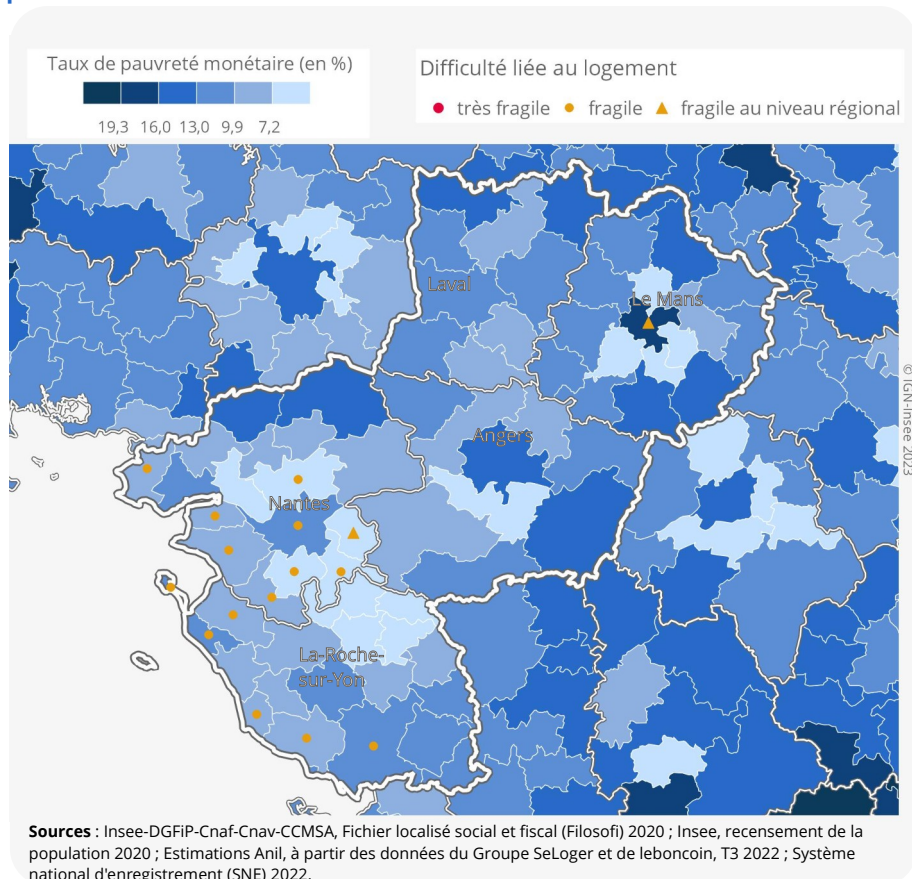 Taux de pauvreté monétaire (en %)
19,3 16,0 13,0 9,9 7,2
Difficulté liée au logement
très fragile fragile fragile au niveau régional
Laval
Le Mans
Angers
Nantes
La-Roche-
sur-Yon
© IGN-Insee 2023
Sources : Insee-DGFiP-Cnaf-Cnav-CCMSA, Fichier localisé social et fiscal (Filosofi) 2020 ; Insee, recensement de la
population 2020 ; Estimations Anil, à partir des données du Groupe SeLoger et de leboncoin, T3 2022 ; Système
national d'enregistrement (SNE) 2022.